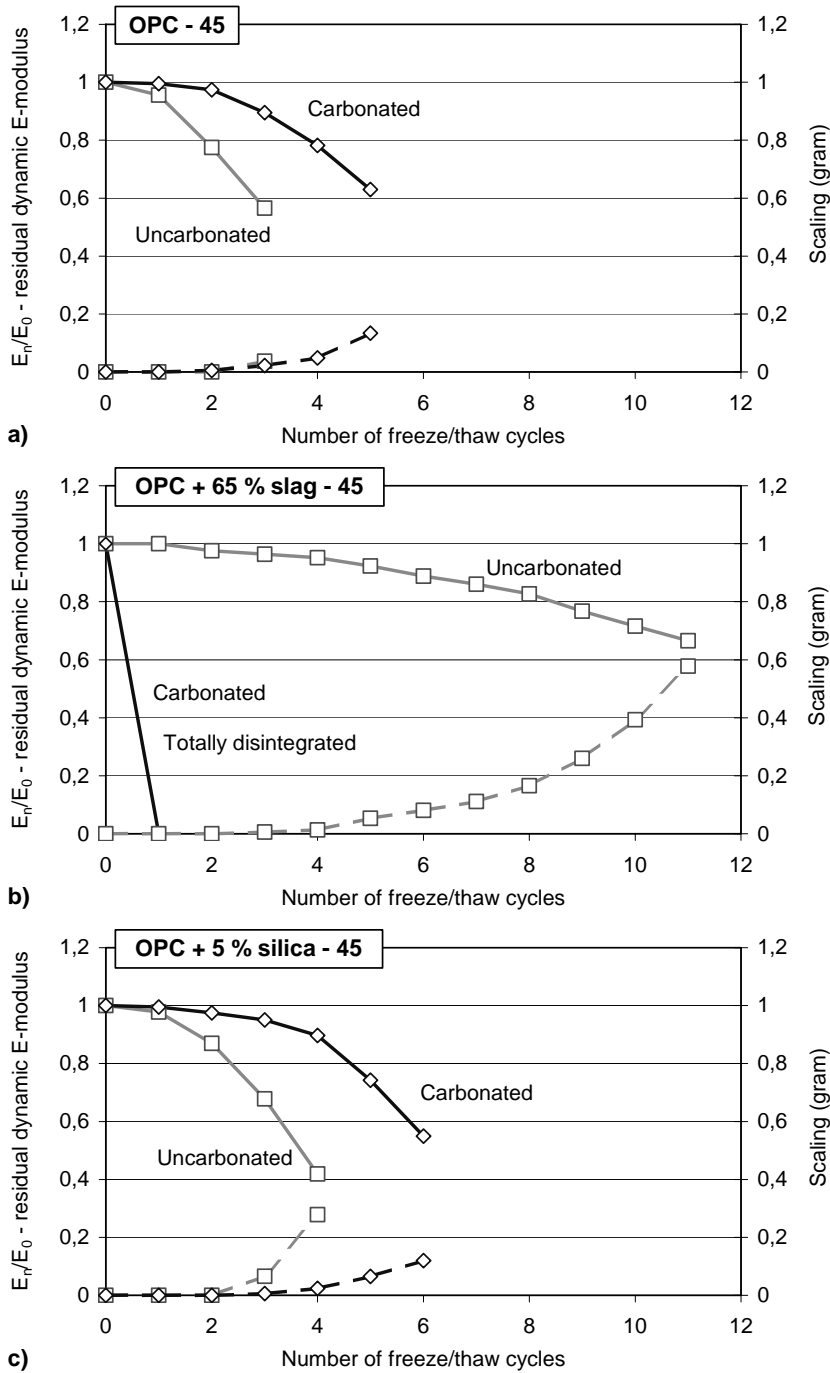 OPC - 45
E_n/E_0 - residual dynamic E-modulus
1,2
1
0,8
0,6
0,4
0,2
0
Carbonated
Uncarbonated
1,2
1
0,8
0,6
0,4
0,2
0
Scaling (gram)
0 2 4 6 8 10 12
Number of freeze/thaw cycles
a)
OPC + 65 % slag - 45
E_n/E_0 - residual dynamic E-modulus
1,2
1
0,8
0,6
0,4
0,2
0
Uncarbonated
Carbonated
Totally disintegrated
1,2
1
0,8
0,6
0,4
0,2
0
Scaling (gram)
0 2 4 6 8 10 12
Number of freeze/thaw cycles
b)
OPC + 5 % silica - 45
E_n/E_0 - residual dynamic E-modulus
1,2
1
0,8
0,6
0,4
0,2
0
Carbonated
Uncarbonated
1,2
1
0,8
0,6
0,4
0,2
0
Scaling (gram)
0 2 4 6 8 10 12
Number of freeze/thaw cycles
c)